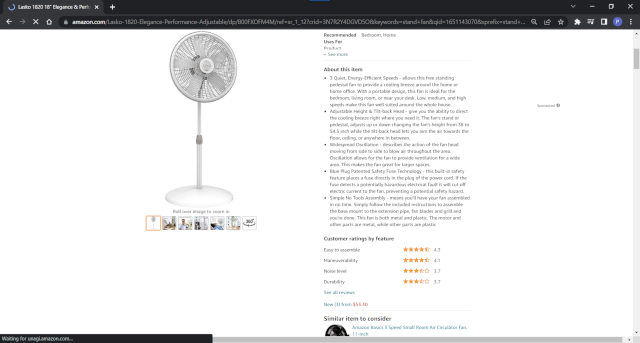 Lasko 1820 18" Elegance & Perfo
amazon.com/Lasko-1820-Elegance-Performance-Adjustable/dp/B00FXOFM4M/ref=sr_1_12?crid=
Recommended Bedroom, Home
Uses For
Product
See more
About this item
3 Quiet, Energy-Efficient Speeds - allows this free standing
pedestal fan to provide a cooling breeze around the home or
home office. With a portable design, this fan is ideal for the
bedroom, living room, or near your desk. Low, medium, and high
speeds make this fan well suited around the whole house.
Adjustable Height & Tilt-back Head - give you the ability to direct
the cooling breeze right where you need it. The fan's stand or
pedestal, adjusts up or down changing the fan's height from 38 to
54.5 inch while the tilt-back head lets you aim the air towards the
floor, ceiling, or anywhere in between.
Widespread Oscillation - describes the action of the fan head
moving from side to side to blow air throughout the area.
Oscillation allows for the fan to provide ventilation for a wide
area. This makes the fan great for larger spaces.
Blue Plug Patented Safety Fuse Technology - this built-in safety
feature places a fuse directly in the plug of the power cord. If the
fuse detects a potentially hazardous electrical fault it will cut off
electric current to the fan, preventing a potential safety hazard.
Simple No Tools Assembly - means you'll have your fan assembled
in no time. Simply follow the included instructions to assemble
the base mount to the extension pipe, fan blades and grill and
you're done. This fan is both metal and plastic. The motor and
other parts are metal, while other parts are plastic
Sponsored
Roll over image to zoom in
360°
Customer ratings by feature
Easy to assemble 4.3
Maneuverability 4.1
Noise level 3.7
Durability 3.7
See all reviews
New (3) from $53.30
Similar item to consider
Amazon Basics 3 Speed Small Room Air Circulator Fan,
11-Inch
Waiting for unagi.amazon.com...